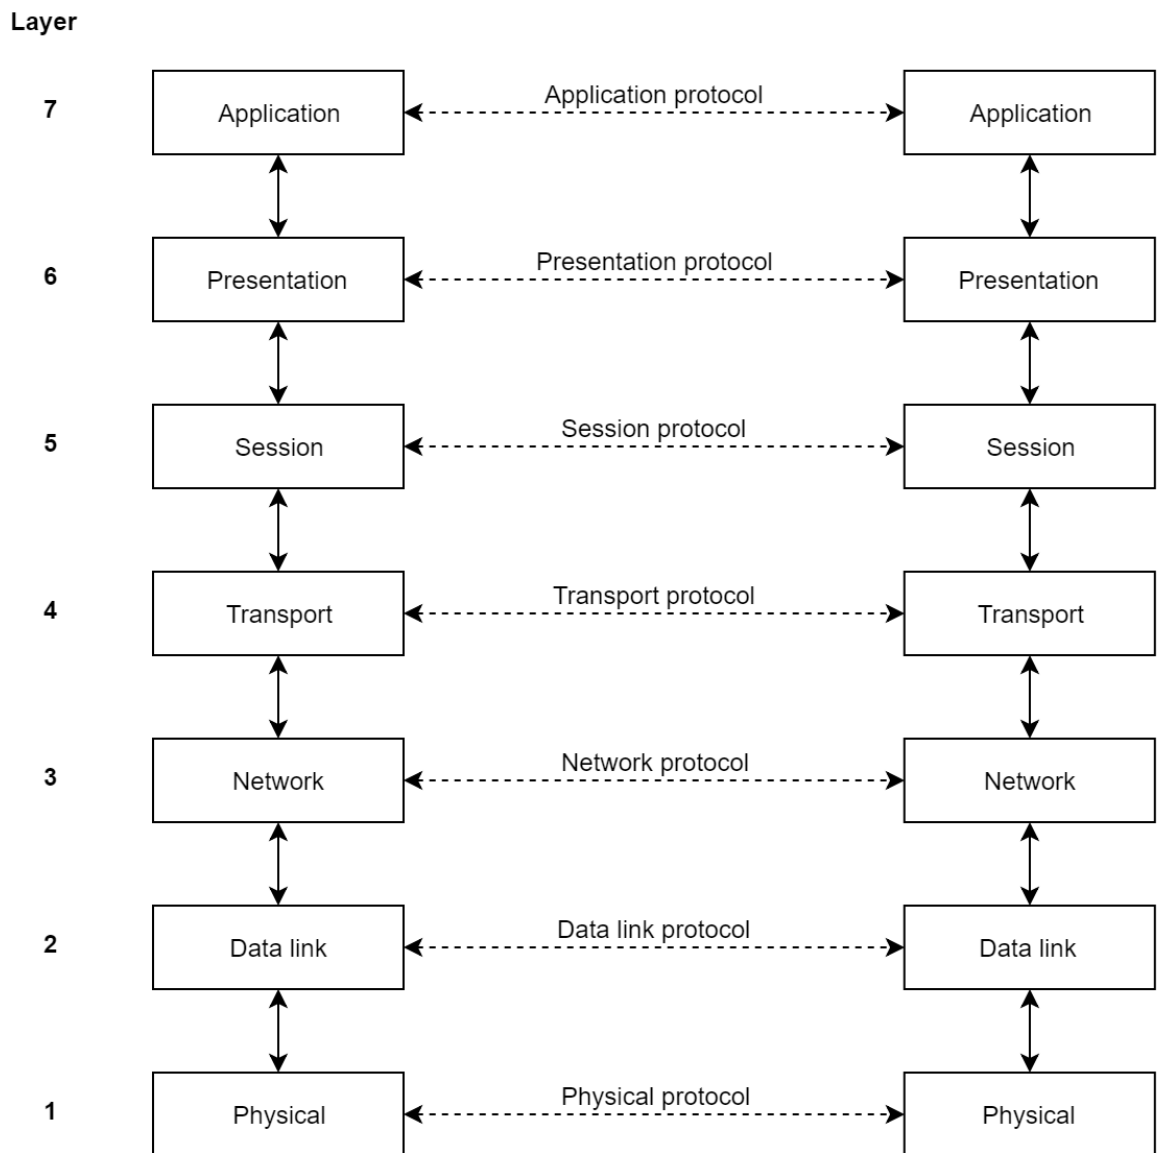 Layer
7
Application
Application protocol
Application
6
Presentation
Presentation protocol
Presentation
5
Session
Session protocol
Session
4
Transport
Transport protocol
Transport
3
Network
Network protocol
Network
2
Data link
Data link protocol
Data link
1
Physical
Physical protocol
Physical